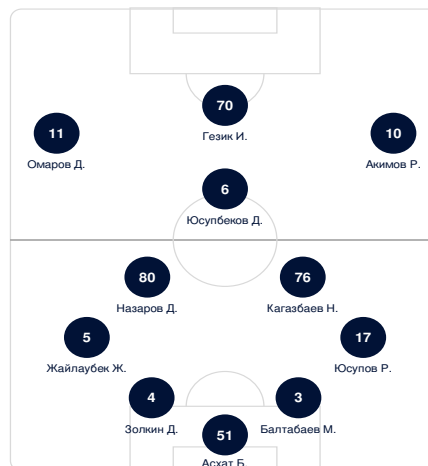 70
Гезик И.
11
Омаров Д.
10
Акимов Р.
6
Юсупбеков Д.
80
Назаров Д.
76
Кагазбаев Н.
5
Жайлаубек Ж.
17
Юсупов Р.
4
Золкин Д.
3
Балтабаев М.
51
Асхат Б.